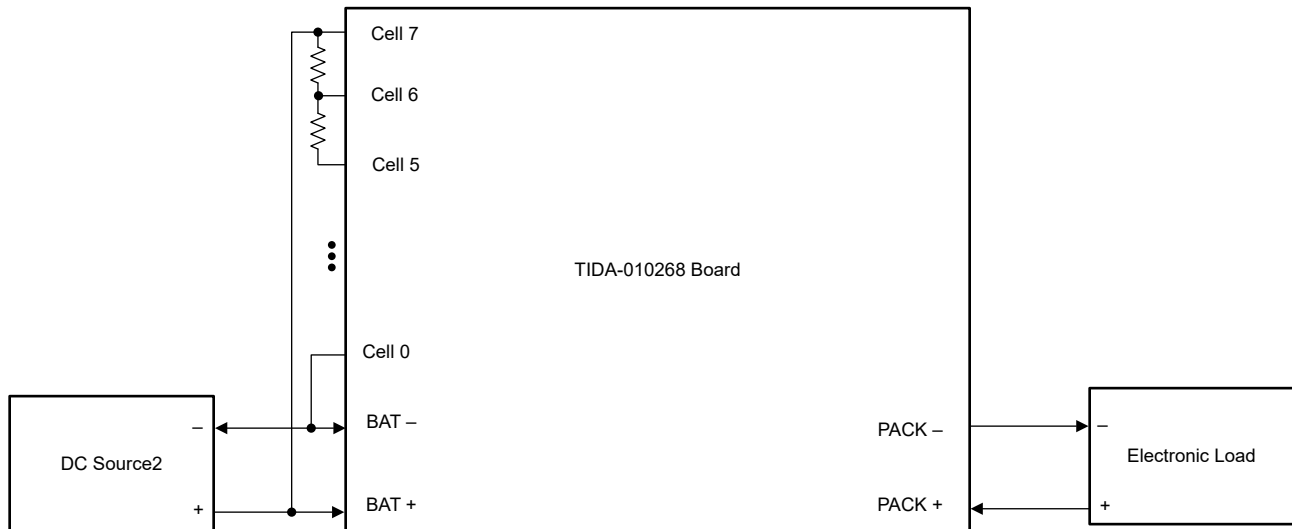 Cell 7
Cell 6
Cell 5
TIDA-010268 Board
Cell 0
–
BAT –
PACK –
–
DC Source2
Electronic Load
+
BAT +
PACK +
+